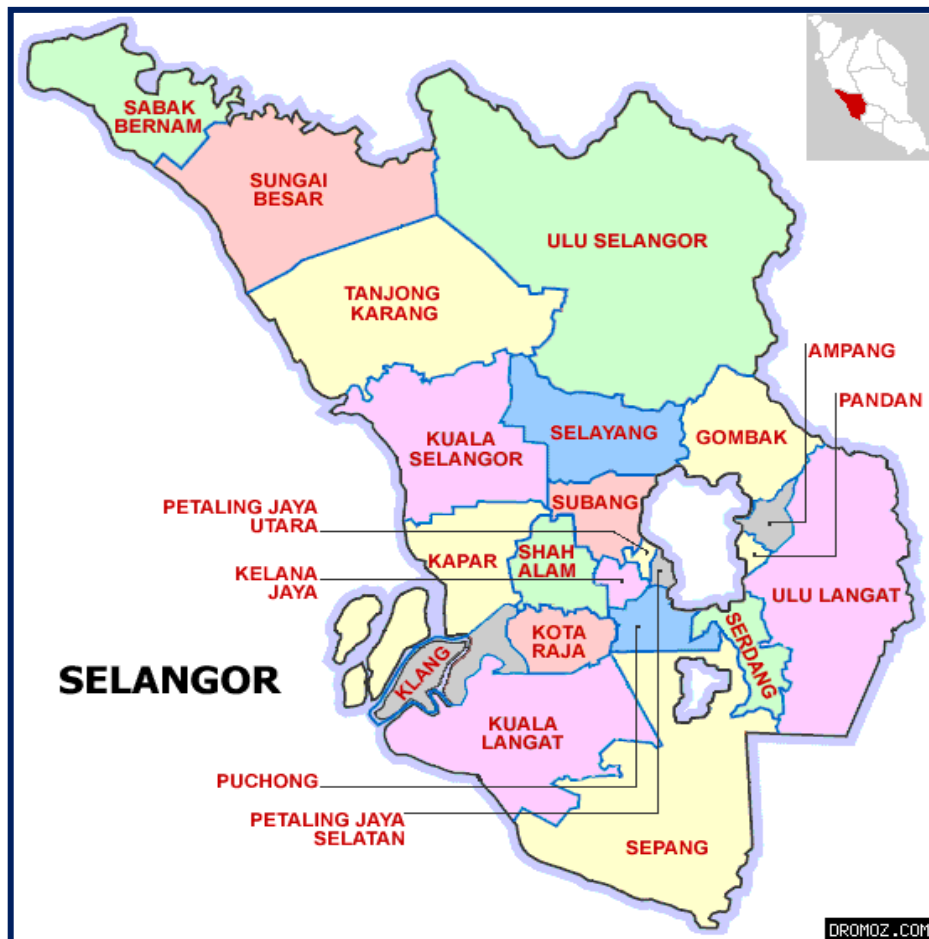 SABAK
BERNAM
SUNGAI
BESAR
ULU SELANGOR
TANJONG
KARANG
AMPANG
PANDAN
KUALA
SELANGOR
SELAYANG
GOMBAK
PETALING JAYA
UTARA
SUBANG
KAPAR
SHAH
ALAM
KELANA
JAYA
ULU LANGAT
SERDANG
KOTA
RAJA
KLANG
SELANGOR
KUALA
LANGAT
PUCHONG
PETALING JAYA
SELATAN
SEPANG
DROMOZ.COM